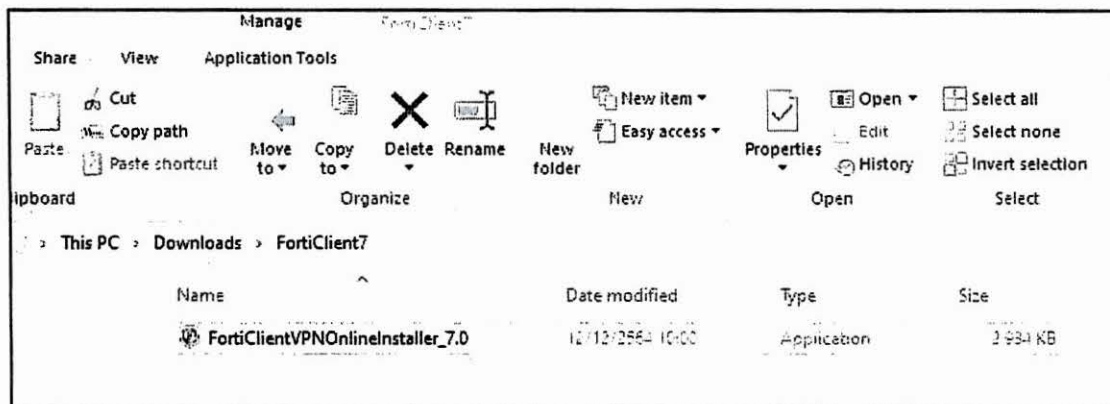 Manage FortiClient7
Share View Application Tools
Paste
Cut
Copy path
Paste shortcut
Move to
Copy to
Delete
Rename
New folder
New item
Easy access
Properties
Open
Edit
History
Select all
Select none
Invert selection
lipboard Organize New Open Select
› This PC › Downloads › FortiClient7
Name Date modified Type Size
FortiClientVPNOnlineInstaller_7.0 Application